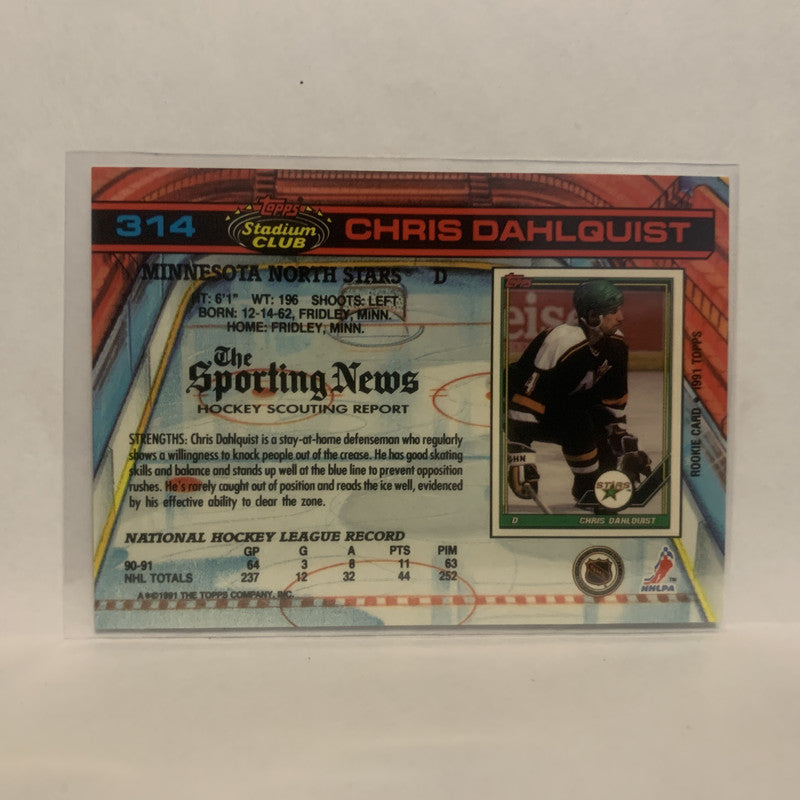 314
Topps
Stadium
CLUB
CHRIS DAHLQUIST
MINNESOTA NORTH STARS® D
HT: 6'1" WT: 196 SHOOTS: LEFT
BORN: 12-14-62, FRIDLEY, MINN.
HOME: FRIDLEY, MINN.
The
Sporting News
HOCKEY SCOUTING REPORT
STRENGTHS: Chris Dahlquist is a stay-at-home defenseman who regularly
shows a willingness to knock people out of the crease. He has good skating
skills and balance and stands up well at the blue line to prevent opposition
rushes. He's rarely caught out of position and reads the ice well, evidenced
by his effective ability to clear the zone.
NATIONAL HOCKEY LEAGUE RECORD
GP G A PTS PIM
90-91 64 3 8 11 63
NHL TOTALS 237 12 32 44 252
A®©1991 THE TOPPS COMPANY, INC.
Topps
eise
4
HN
STARS
D CHRIS DAHLQUIST
ROOKIE CARD • 1991 TOPPS
NHL
NHLPA™